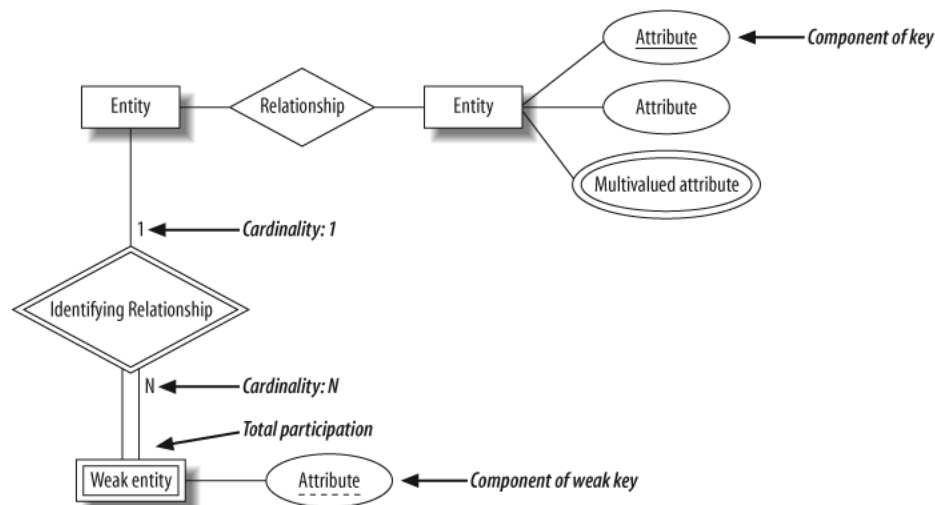 Attribute
Component of key
Entity
Relationship
Entity
Attribute
Multivalued attribute
1
Cardinality: 1
Identifying Relationship
N
Cardinality: N
Total participation
Weak entity
Attribute
Component of weak key